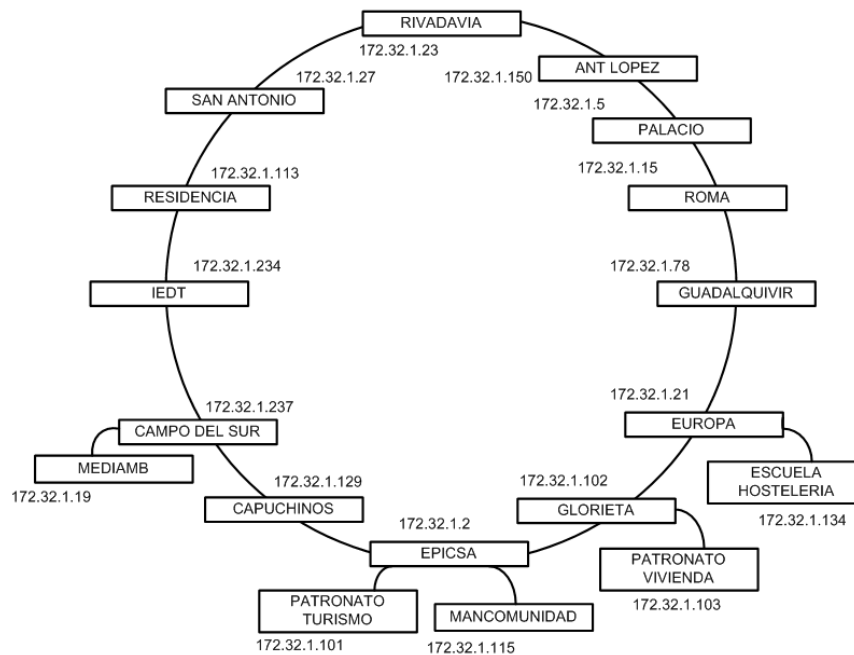 RIVADAVIA
172.32.1.23
172.32.1.150
ANT LOPEZ
172.32.1.27
SAN ANTONIO
172.32.1.5
PALACIO
172.32.1.113
RESIDENCIA
172.32.1.15
ROMA
172.32.1.234
IEDT
172.32.1.78
GUADALQUIVIR
172.32.1.237
CAMPO DEL SUR
MEDIAMB
172.32.1.19
172.32.1.21
EUROPA
ESCUELA
HOSTELERIA
172.32.1.134
172.32.1.129
CAPUCHINOS
172.32.1.102
GLORIETA
172.32.1.2
EPICSA
PATRONATO
VIVIENDA
172.32.1.103
PATRONATO
TURISMO
172.32.1.101
MANCOMUNIDAD
172.32.1.115